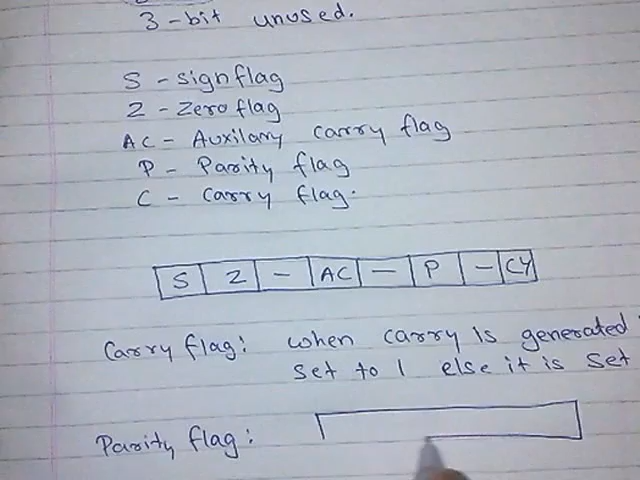 3-bit unused.
S - signflag
Z - Zero flag
AC - Auxilary carry flag
P - Parity flag
C - Carry flag.
S Z - AC - P - CY
Carry flag: when carry is generated
set to 1 else it is set
Parity flag: